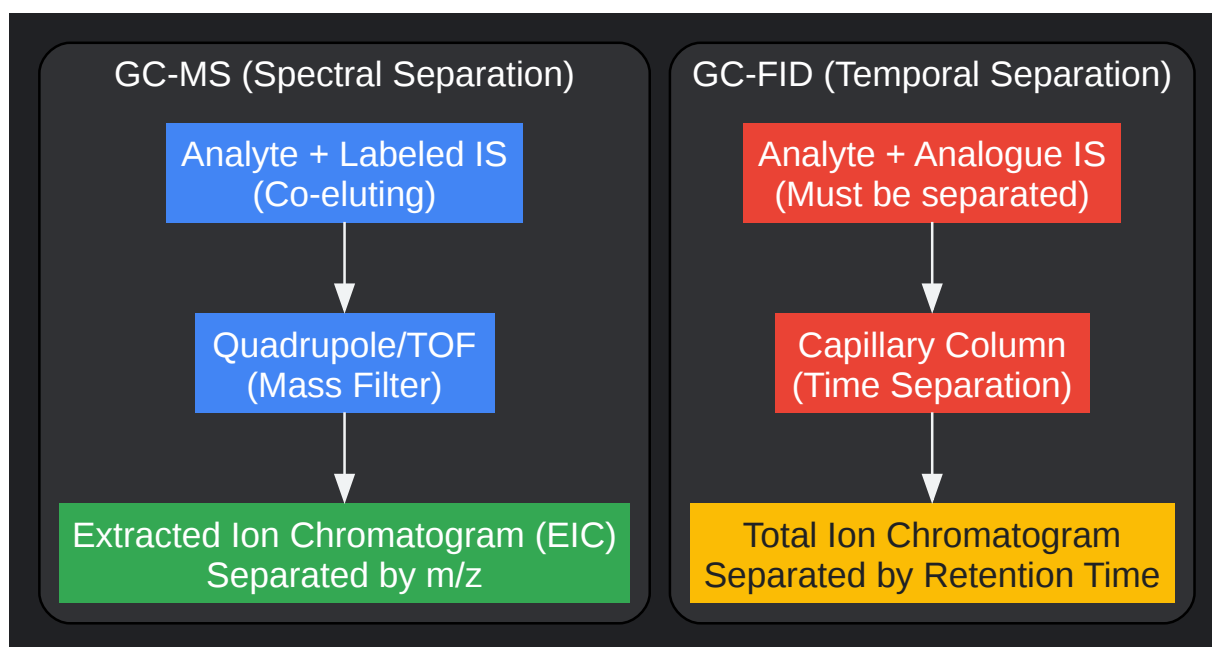 GC-MS (Spectral Separation)
Analyte + Labeled IS
(Co-eluting)
Quadrupole/TOF
(Mass Filter)
Extracted Ion Chromatogram (EIC)
Separated by m/z
GC-FID (Temporal Separation)
Analyte + Analogue IS
(Must be separated)
Capillary Column
(Time Separation)
Total Ion Chromatogram
Separated by Retention Time